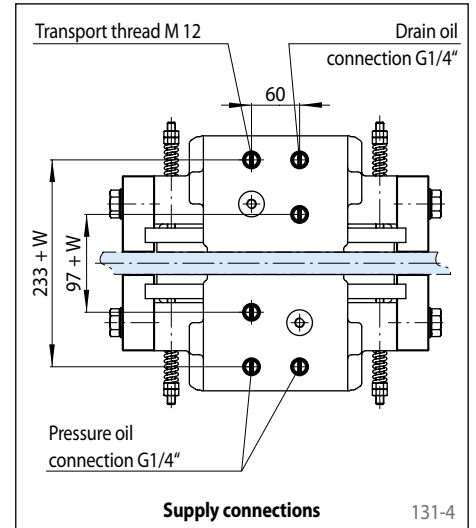 Transport thread M 12
Drain oil
connection G1/4“
60
233 + W
97 + W
Pressure oil
connection G1/4“
Supply connections
131-4